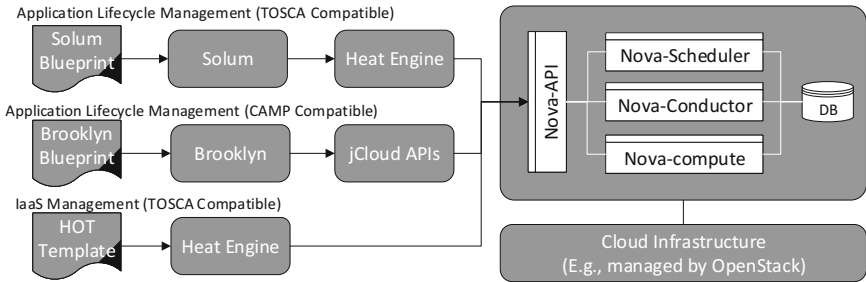 Application Lifecycle Management (TOSCA Compatible)
Solum
Blueprint
Solum
Heat Engine
Application Lifecycle Management (CAMP Compatible)
Brooklyn
Blueprint
Brooklyn
jCloud APIs
IaaS Management (TOSCA Compatible)
HOT
Template
Heat Engine
Nova-API
Nova-Scheduler
Nova-Conductor
Nova-compute
DB
Cloud Infrastructure
(E.g., managed by OpenStack)